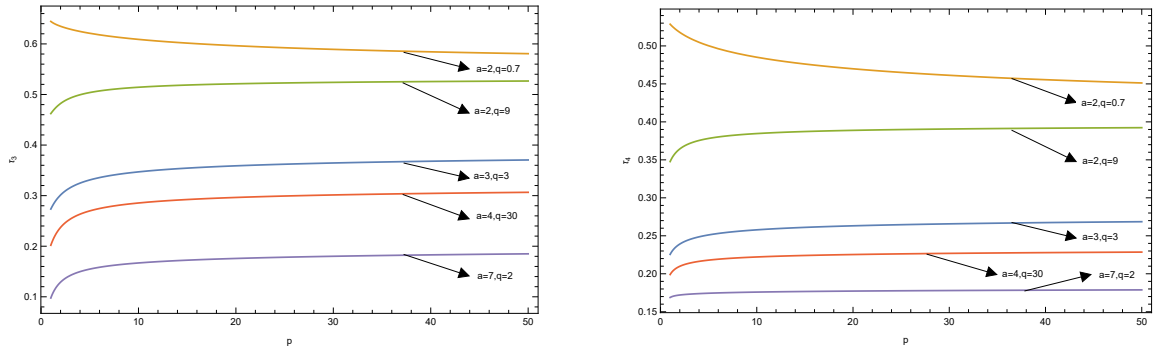 0.6
0.5
0.4
0.3
0.2
0.1
τ3
a=2,q=0.7
a=2,q=9
a=3,q=3
a=4,q=30
a=7,q=2
0 10 20 30 40 50
p
0.50
0.45
0.40
0.35
0.30
0.25
0.20
0.15
τ4
a=2,q=0.7
a=2,q=9
a=3,q=3
a=4,q=30 a=7,q=2
0 10 20 30 40 50
p